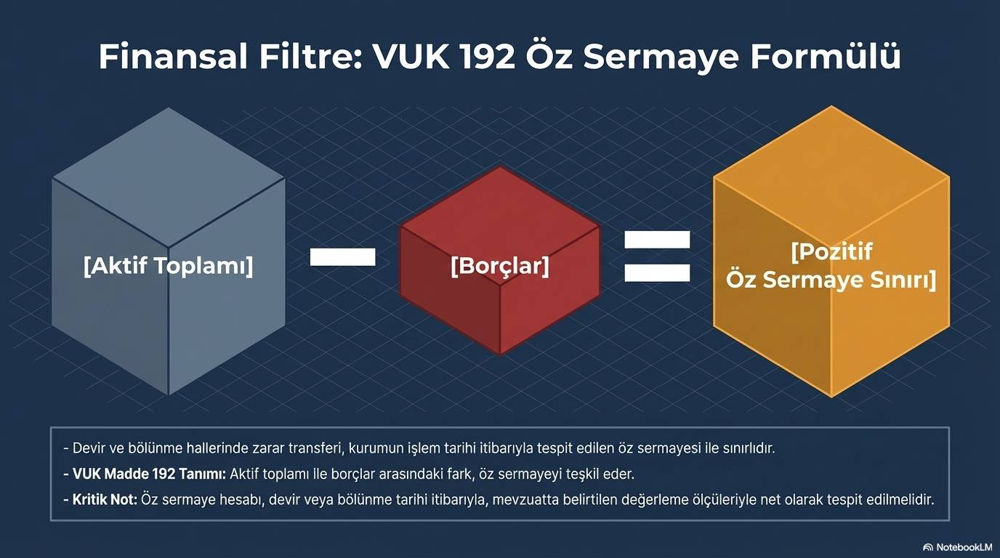 Finansal Filtre: VUK 192 Öz Sermaye Formülü
[Aktif Toplamı]
[Borçlar]
[Pozitif
Öz Sermaye Sınırı]
- Devir ve bölünme hallerinde zarar transferi, kurumun işlem tarihi itibarıyla tespit edilen öz sermayesi ile sınırlıdır.
- VUK Madde 192 Tanımı: Aktif toplamı ile borçlar arasındaki fark, öz sermayeyi teşkil eder.
- Kritik Not: Öz sermaye hesabı, devir veya bölünme tarihi itibarıyla, mevzuatta belirtilen değerleme ölçüleriyle net olarak tespit edilmelidir.
NotebookLM